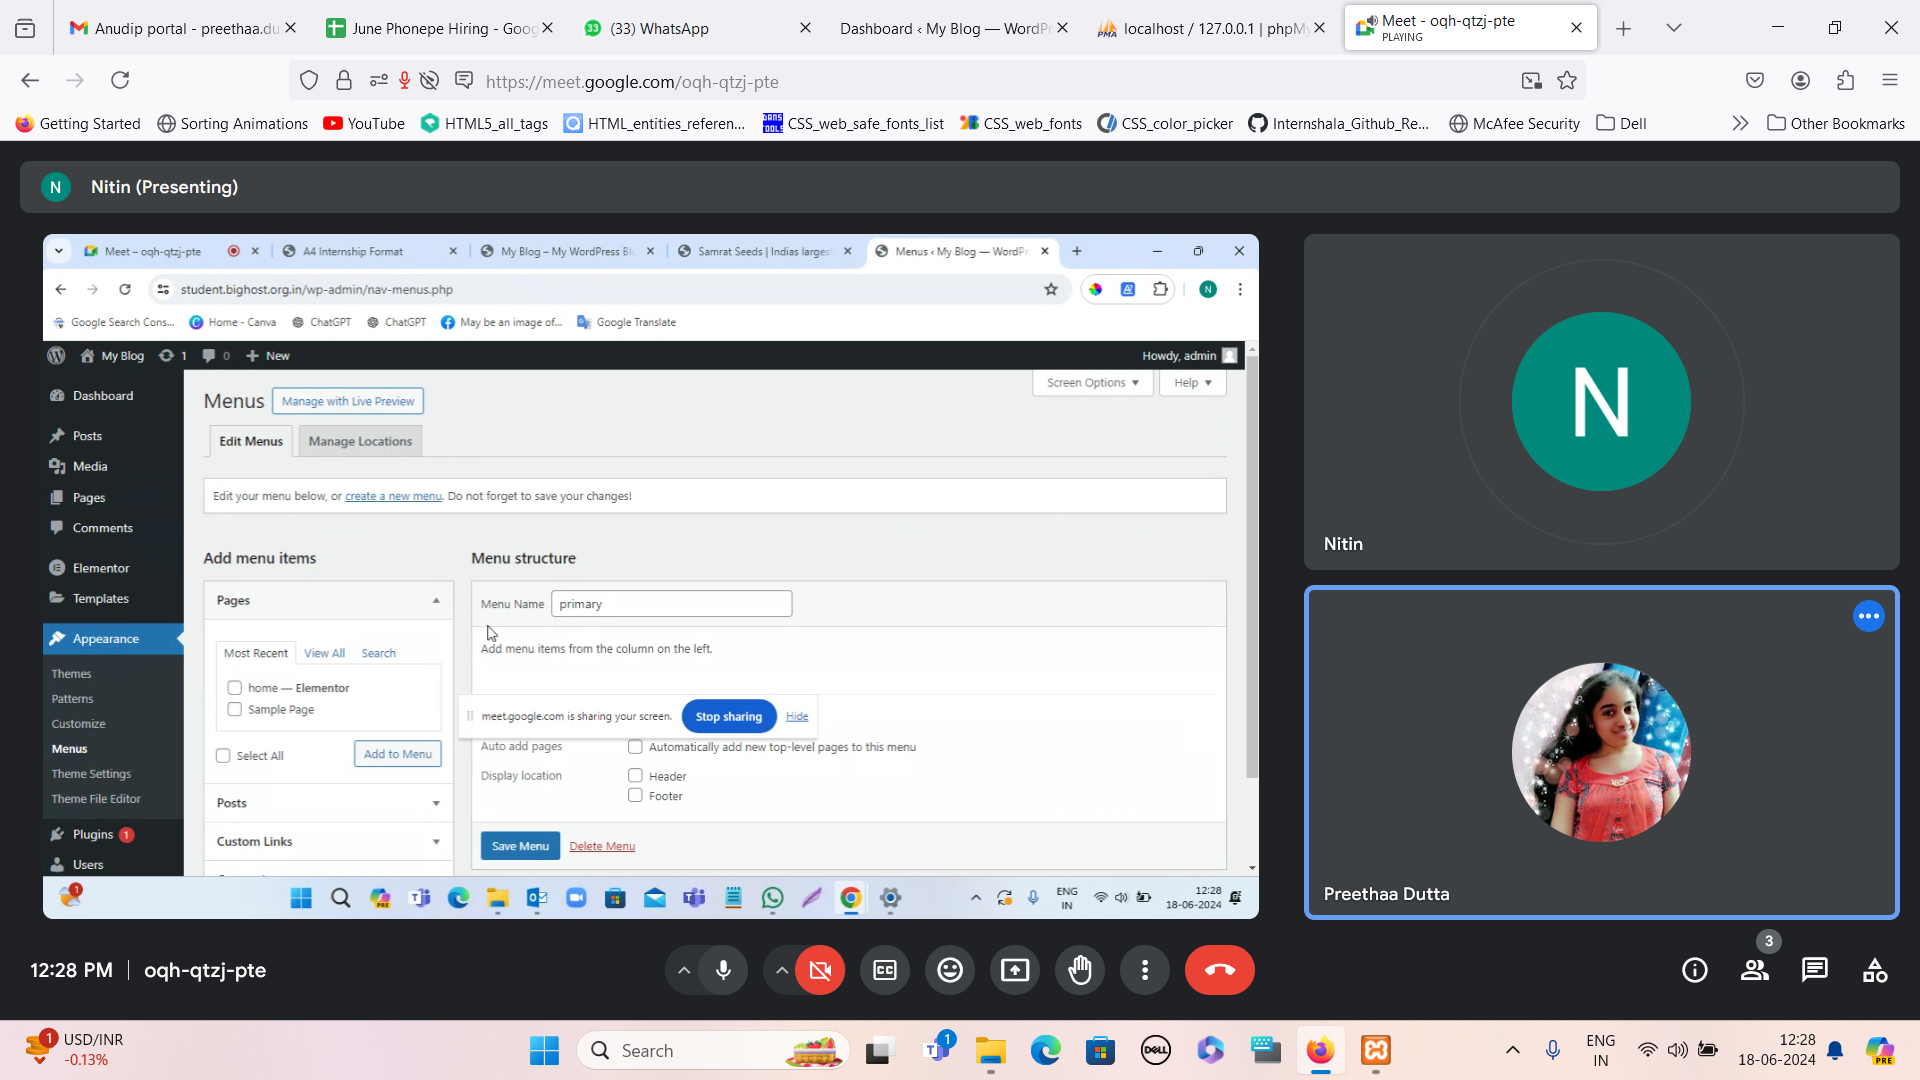 Anudip portal - preethaa.du
June Phonepe Hiring - Goog
33 (33) WhatsApp
Dashboard ‹ My Blog — WordPr
localhost / 127.0.0.1 | phpMy
Meet - oqh-qtzj-pte
PLAYING
https://meet.google.com/oqh-qtzj-pte
Getting Started
Sorting Animations
YouTube
HTML5_all_tags
HTML_entities_referen...
CSS_web_safe_fonts_list
CSS_web_fonts
CSS_color_picker
Internshala_Github_Re...
McAfee Security
Dell
Other Bookmarks
N Nitin (Presenting)
Meet – oqh-qtzj-pte
A4 Internship Format
My Blog – My WordPress Bl
Samrat Seeds | Indias larges
Menus ‹ My Blog — WordPr
student.bighost.org.in/wp-admin/nav-menus.php
N
Google Search Cons...
Home - Canva
ChatGPT
ChatGPT
May be an image of...
Google Translate
My Blog
1
0
New
Howdy, admin
Dashboard
Posts
Media
Pages
Comments
Elementor
Templates
Appearance
Themes
Patterns
Customize
Menus
Theme Settings
Theme File Editor
Plugins 1
Users
Screen Options
Help
Menus
Manage with Live Preview
Edit Menus
Manage Locations
Edit your menu below, or create a new menu. Do not forget to save your changes!
Add menu items
Pages
Most Recent
View All
Search
home — Elementor
Sample Page
Select All
Add to Menu
Posts
Custom Links
Menu structure
Menu Name primary
Add menu items from the column on the left.
meet.google.com is sharing your screen.
Stop sharing
Hide
Auto add pages
Automatically add new top-level pages to this menu
Display location
Header
Footer
Save Menu
Delete Menu
1
PRE
ENG
IN
12:28
18-06-2024
N
Nitin
Preethaa Dutta
12:28 PM | oqh-qtzj-pte
3
1
USD/INR
-0.13%
Search
1
DELL
ENG
IN
12:28
18-06-2024
PRE